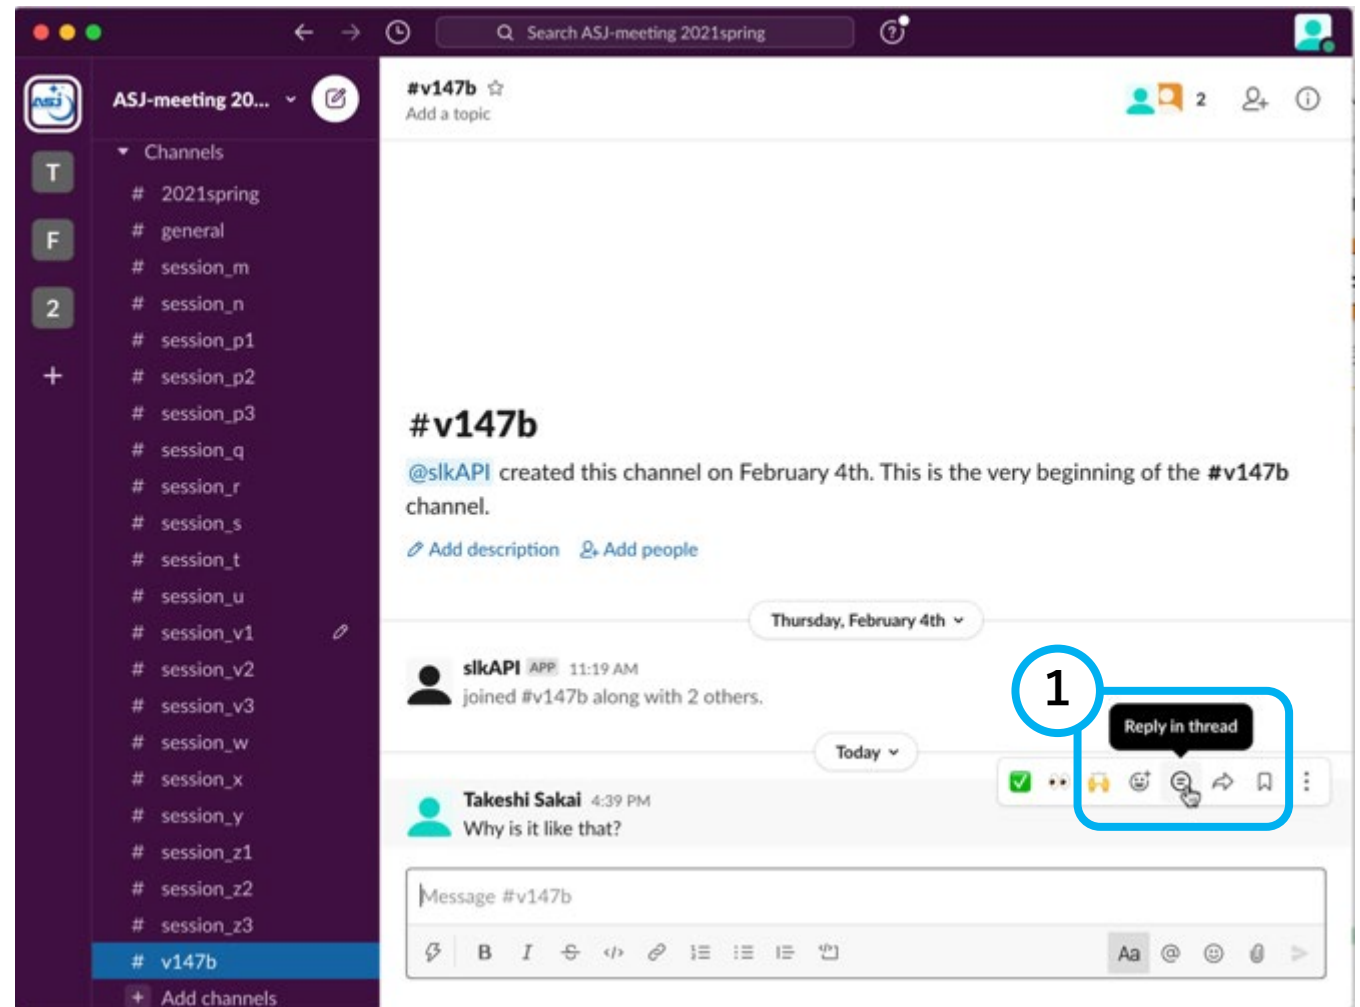 Search ASJ-meeting 2021spring
ASJ
ASJ-meeting 20...
T
F
2
Channels
# 2021spring
# general
# session_m
# session_n
# session_p1
# session_p2
# session_p3
# session_q
# session_r
# session_s
# session_t
# session_u
# session_v1
# session_v2
# session_v3
# session_w
# session_x
# session_y
# session_z1
# session_z2
# session_z3
# v147b
+ Add channels
#v147b
Add a topic
2
#v147b
@slkAPI created this channel on February 4th. This is the very beginning of the #v147b
channel.
Add description Add people
Thursday, February 4th
slkAPI APP 11:19 AM
joined #v147b along with 2 others.
1
Reply in thread
Today
Takeshi Sakai 4:39 PM
Why is it like that?
Message #v147b
B I S </> Aa @